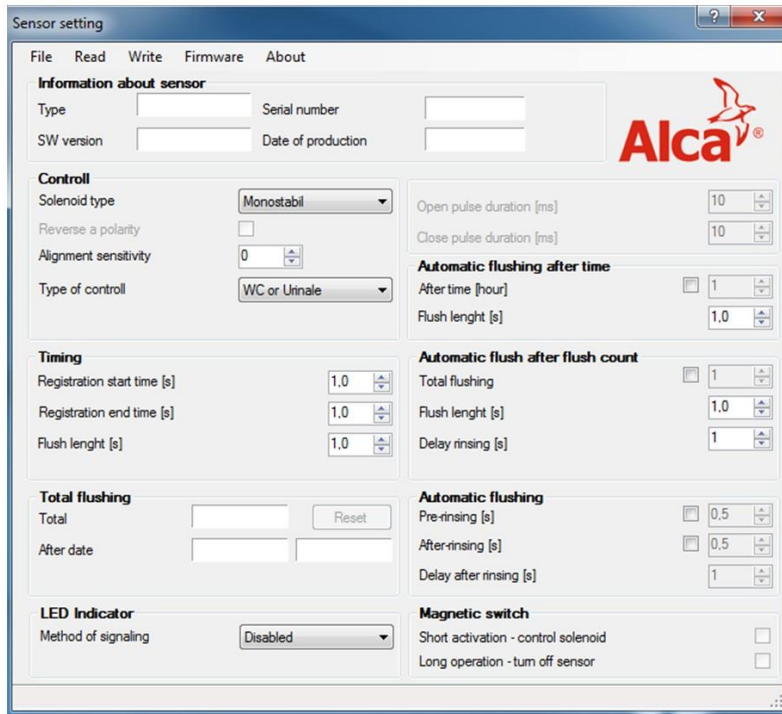 Sensor setting
?
X
File Read Write Firmware About
Information about sensor
Type
Serial number
SW version
Date of production
Alca®
Controll
Solenoid type
Monostabil
Reverse a polarity
Alignment sensitivity
0
Type of controll
WC or Urinale
Open pulse duration [ms]
10
Close pulse duration [ms]
10
Automatic flushing after time
After time [hour]
1
Flush lenght [s]
1,0
Timing
Registration start time [s]
1,0
Registration end time [s]
1,0
Flush lenght [s]
1,0
Automatic flush after flush count
Total flushing
1
Flush lenght [s]
1,0
Delay rinsing [s]
1
Total flushing
Total
Reset
After date
Automatic flushing
Pre-rinsing [s]
0,5
After-rinsing [s]
0,5
Delay after rinsing [s]
1
LED Indicator
Method of signaling
Disabled
Magnetic switch
Short activation - control solenoid
Long operation - turn off sensor